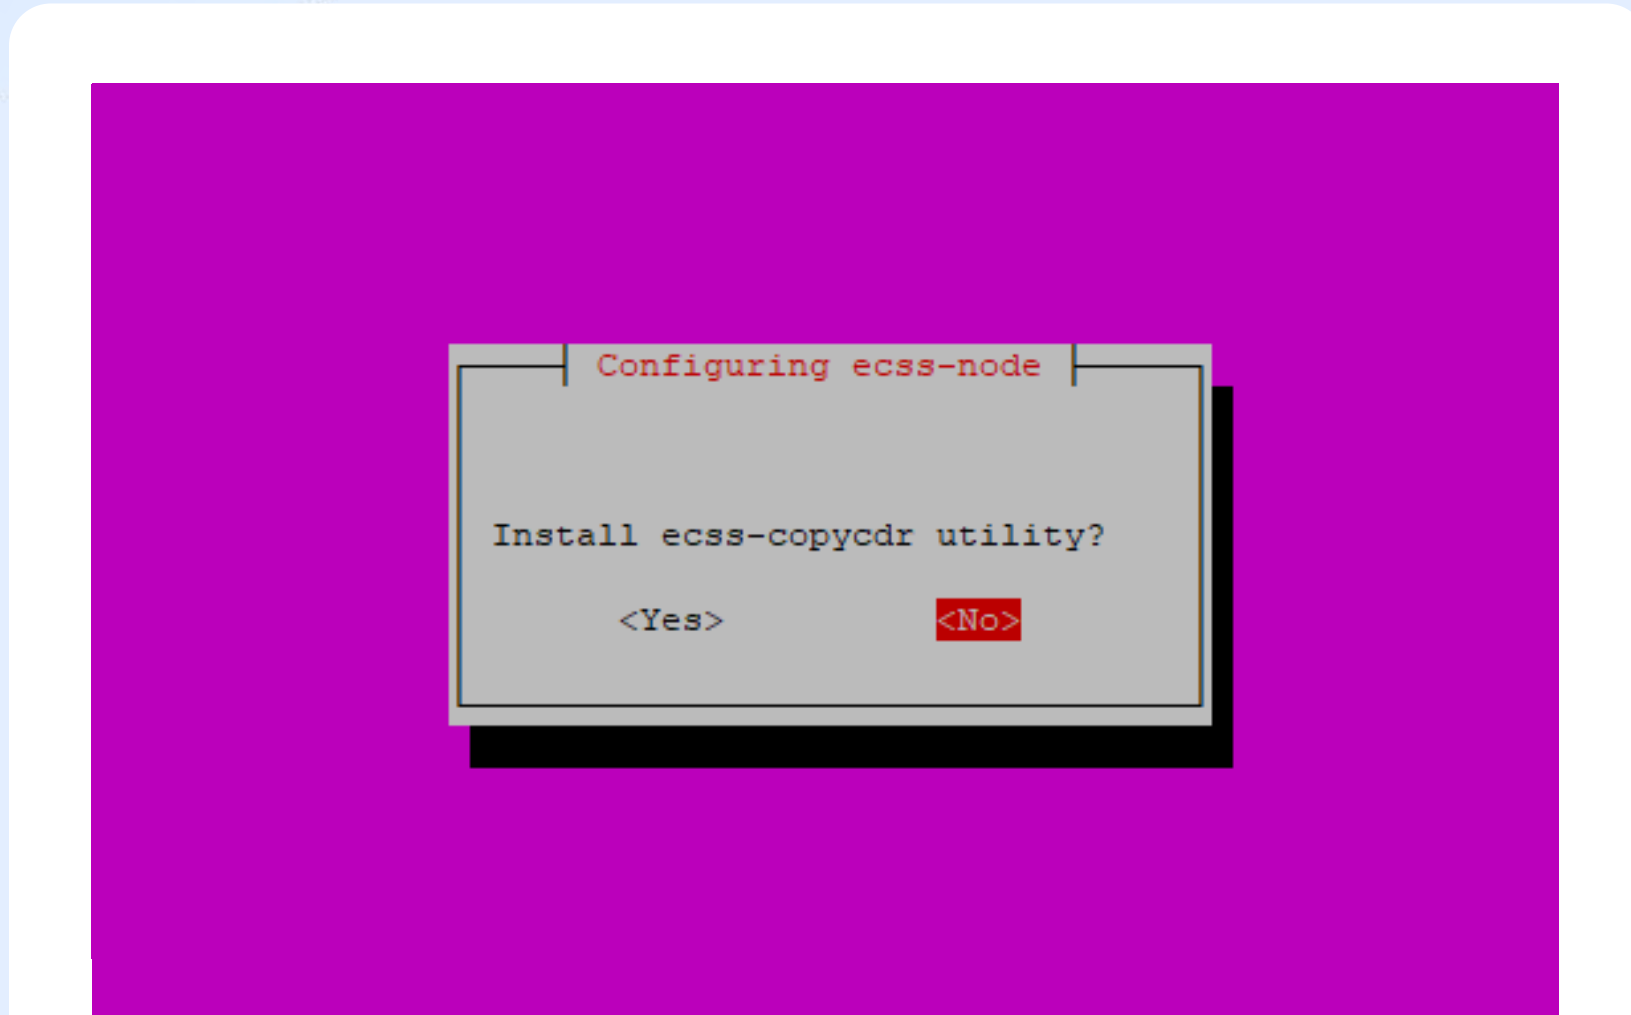 Configuring ecss-node
Install ecss-copycdr utility?
<Yes> <No>